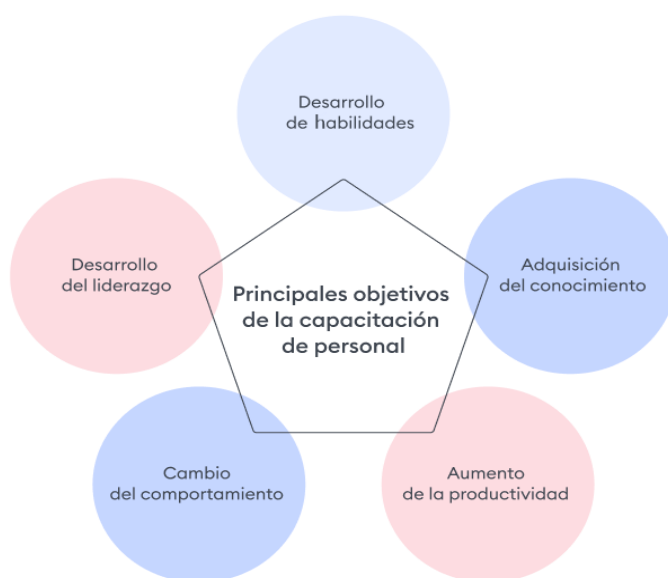 Desarrollo
de habilidades
Desarrollo
del liderazgo
Adquisición
del conocimiento
Principales objetivos
de la capacitación
de personal
Cambio
del comportamiento
Aumento
de la productividad